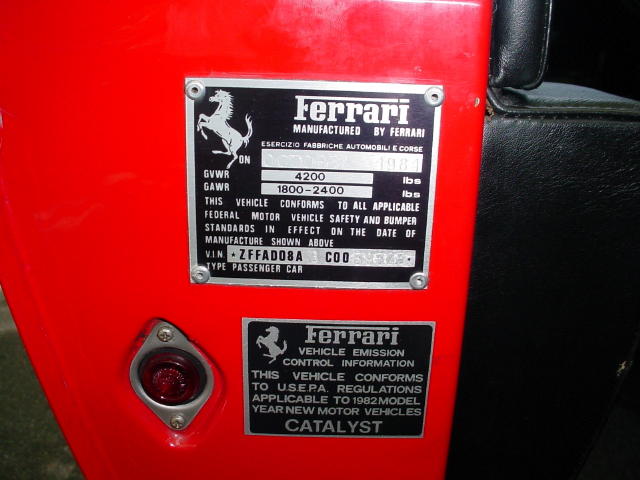 Ferrari
MANUFACTURED BY FERRARI
ESERCIZIO FABBRICHE AUTOMOBILI E CORSE
ON 1981
GVWR 4200 lbs
GAWR 1800-2400 lbs
THIS VEHICLE CONFORMS TO ALL APPLICABLE
FEDERAL MOTOR VEHICLE SAFETY AND BUMPER
STANDARDS IN EFFECT ON THE DATE OF
MANUFACTURE SHOWN ABOVE
V.I.N. *ZFFAD08A C00
TYPE PASSENGER CAR
Ferrari
VEHICLE EMISSION
CONTROL INFORMATION
THIS VEHICLE CONFORMS
TO U.S.E.P.A. REGULATIONS
APPLICABLE TO 1982 MODEL
YEAR NEW MOTOR VEHICLES
CATALYST